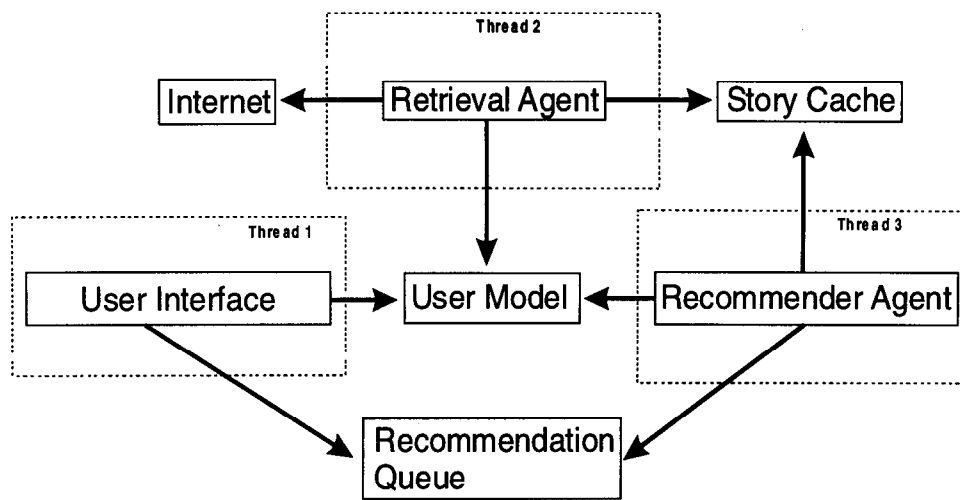 Thread 2
Internet
Retrieval Agent
Story Cache
Thread 1
Thread 3
User Interface
User Model
Recommender Agent
Recommendation
Queue